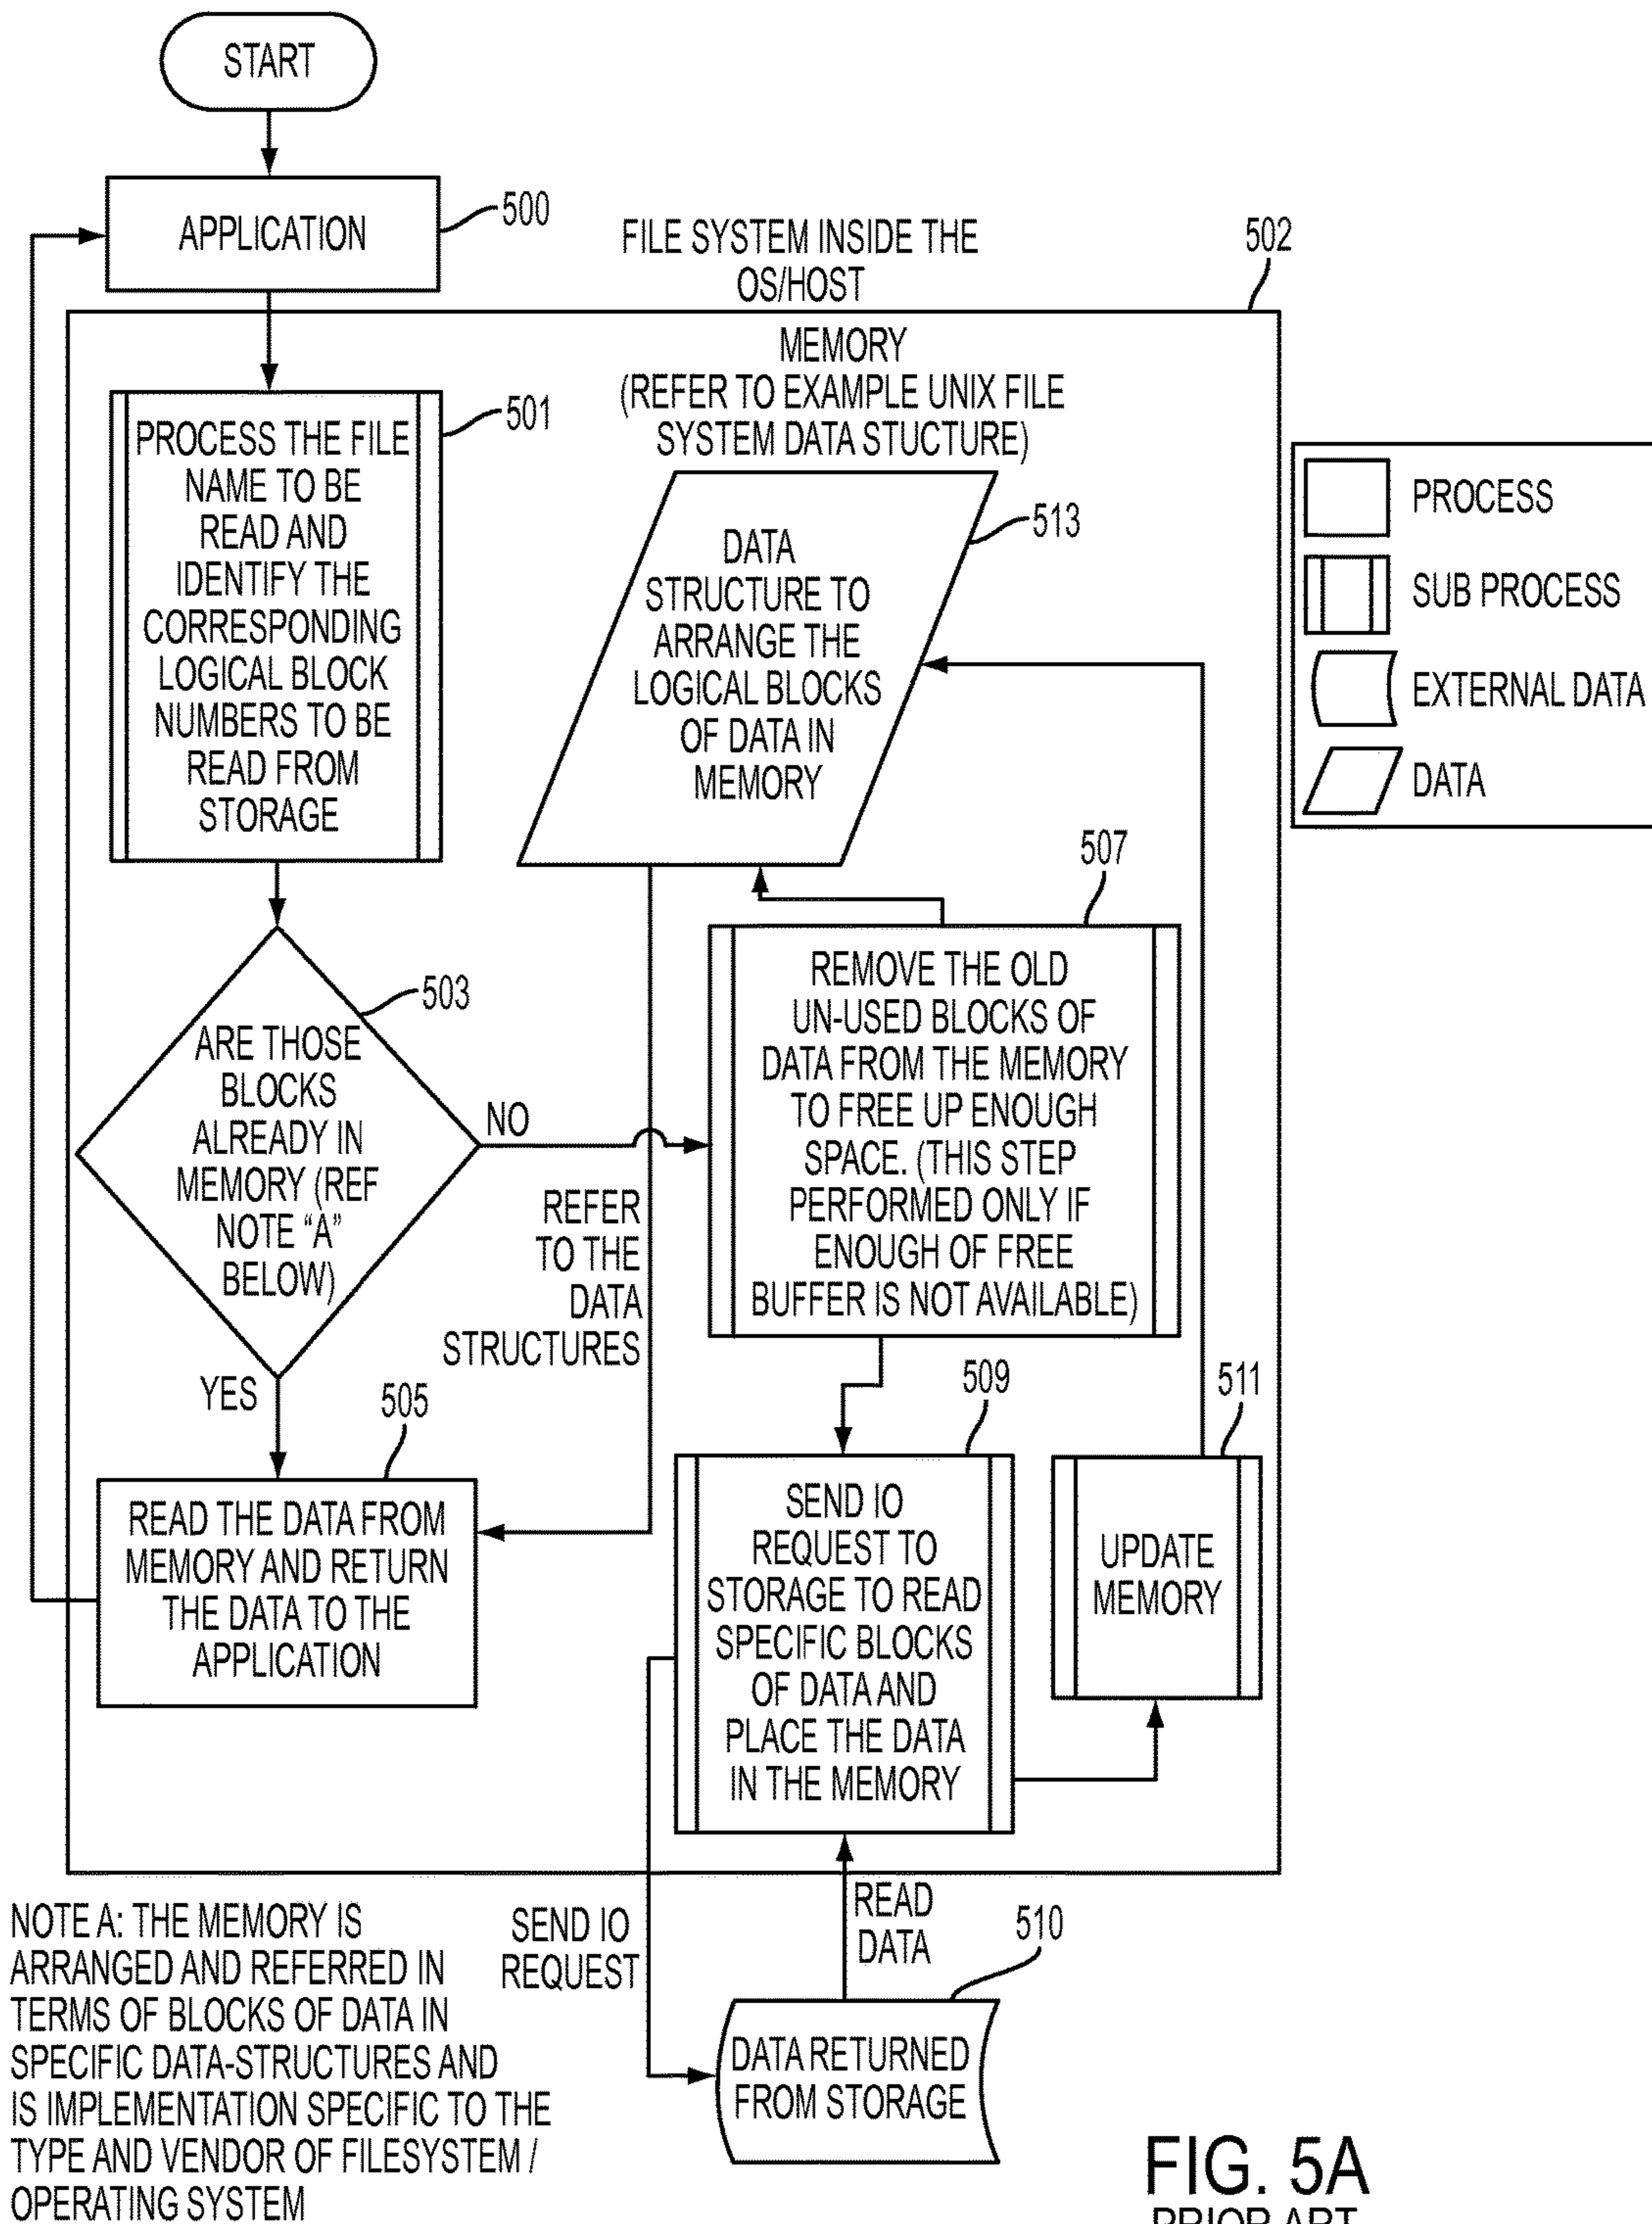 START
APPLICATION
500
FILE SYSTEM INSIDE THE
OS/HOST
502
MEMORY
(REFER TO EXAMPLE UNIX FILE
SYSTEM DATA STUCTURE)
PROCESS THE FILE
NAME TO BE
READ AND
IDENTIFY THE
CORRESPONDING
LOGICAL BLOCK
NUMBERS TO BE
READ FROM
STORAGE
501
DATA
STRUCTURE TO
ARRANGE THE
LOGICAL BLOCKS
OF DATA IN
MEMORY
513
PROCESS
SUB PROCESS
EXTERNAL DATA
DATA
ARE THOSE
BLOCKS
ALREADY IN
MEMORY (REF
NOTE “A”
BELOW)
503
NO
YES
REFER
TO THE
DATA
STRUCTURES
507
REMOVE THE OLD
UN-USED BLOCKS OF
DATA FROM THE MEMORY
TO FREE UP ENOUGH
SPACE. (THIS STEP
PERFORMED ONLY IF
ENOUGH OF FREE
BUFFER IS NOT AVAILABLE)
505
READ THE DATA FROM
MEMORY AND RETURN
THE DATA TO THE
APPLICATION
509
SEND IO
REQUEST TO
STORAGE TO READ
SPECIFIC BLOCKS
OF DATA AND
PLACE THE DATA
IN THE MEMORY
511
UPDATE
MEMORY
SEND IO
REQUEST
READ
DATA
510
DATA RETURNED
FROM STORAGE
NOTE A: THE MEMORY IS
ARRANGED AND REFERRED IN
TERMS OF BLOCKS OF DATA IN
SPECIFIC DATA-STRUCTURES AND
IS IMPLEMENTATION SPECIFIC TO THE
TYPE AND VENDOR OF FILESYSTEM /
OPERATING SYSTEM
FIG. 5A
PRIOR ART